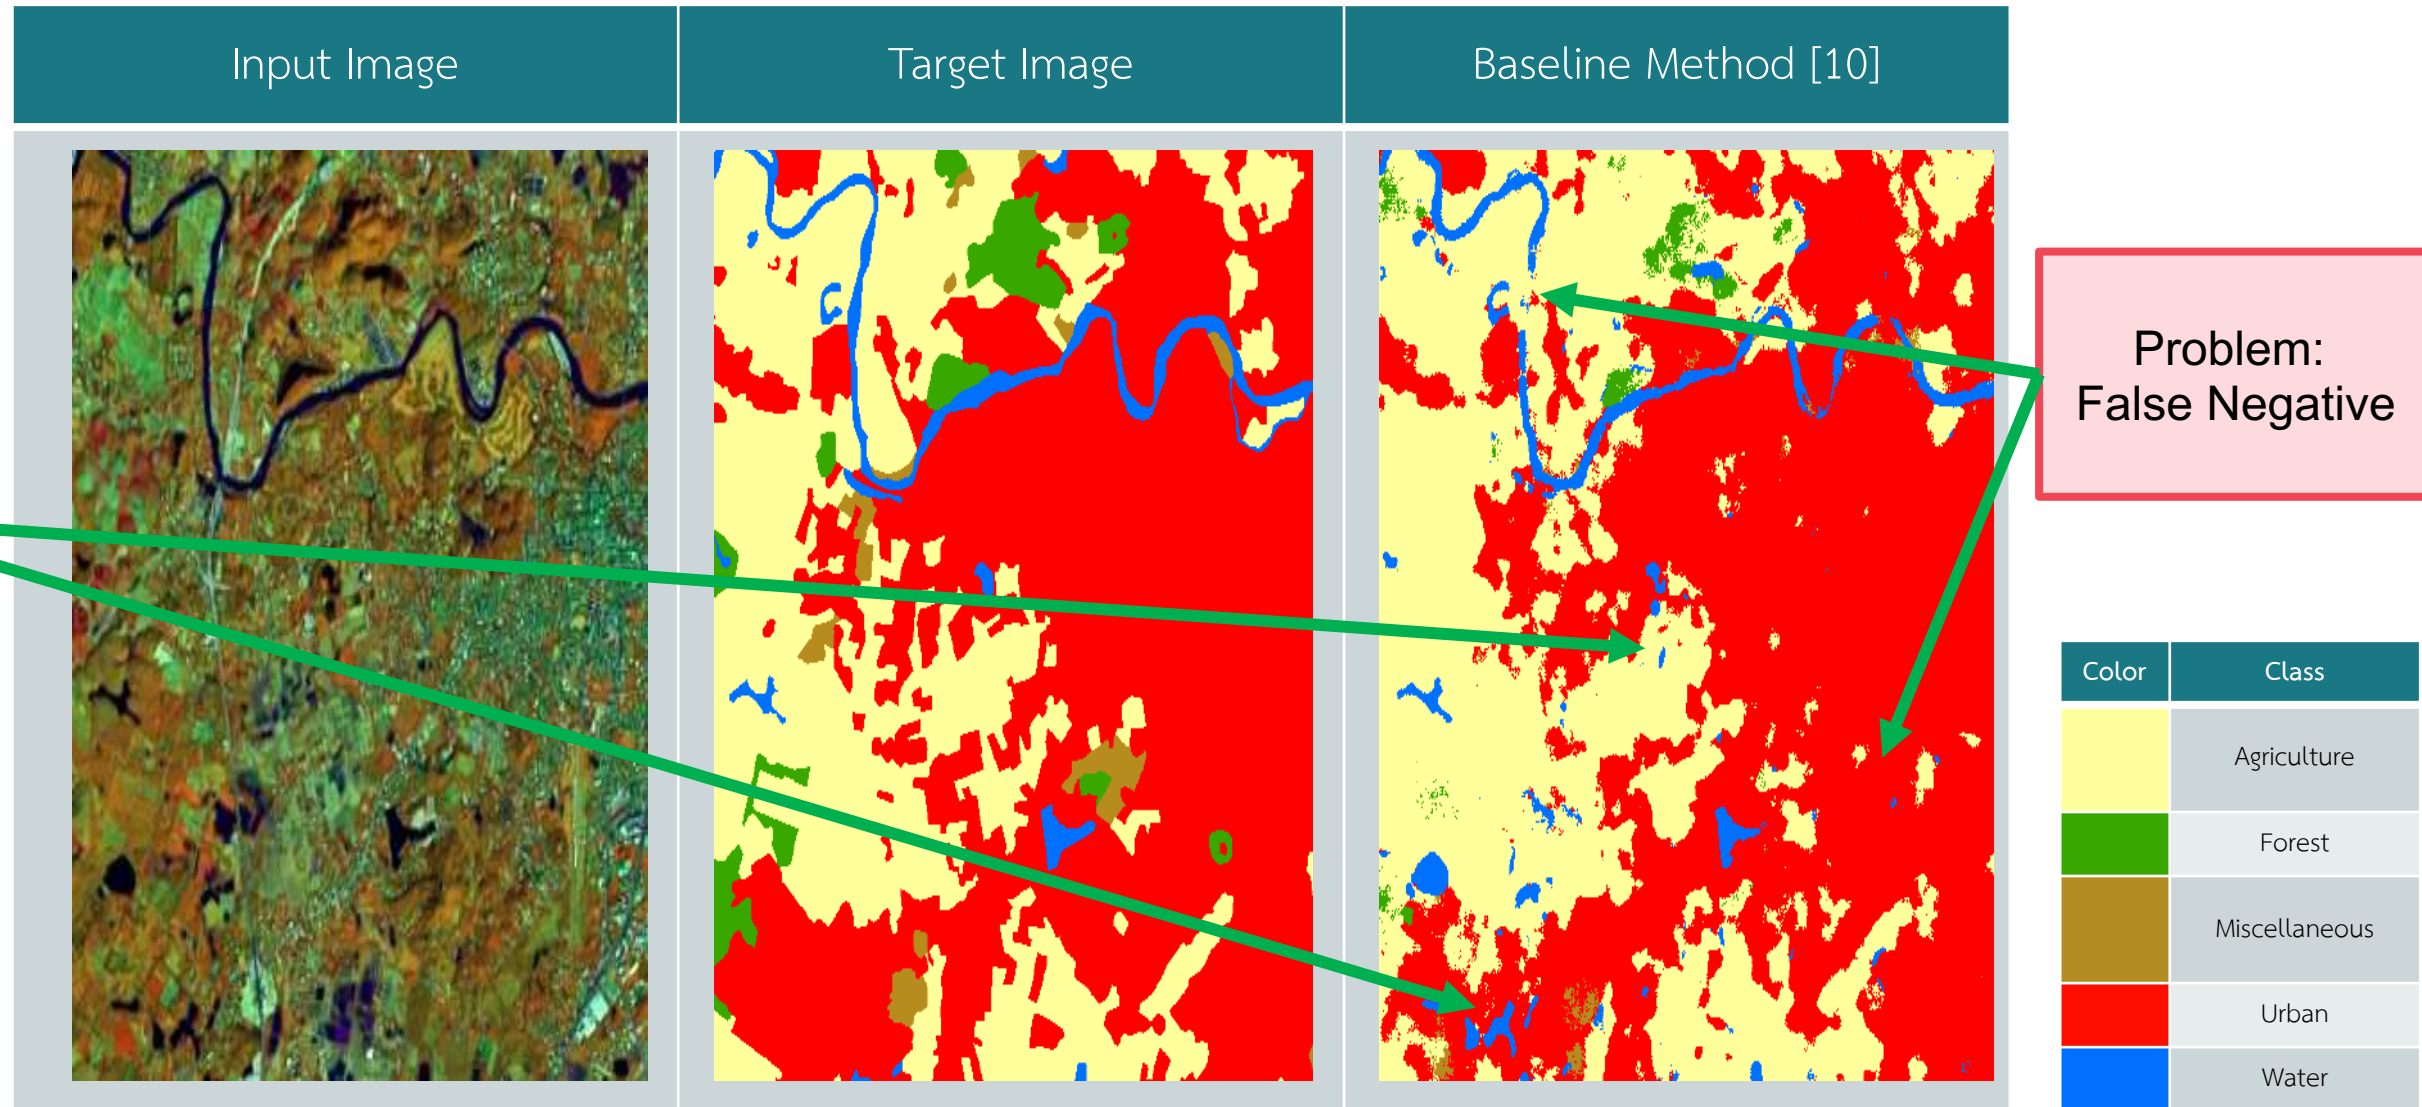 Input Image
Target Image
Baseline Method [10]
Problem:
False Negative
Color
Class
Agriculture
Forest
Miscellaneous
Urban
Water